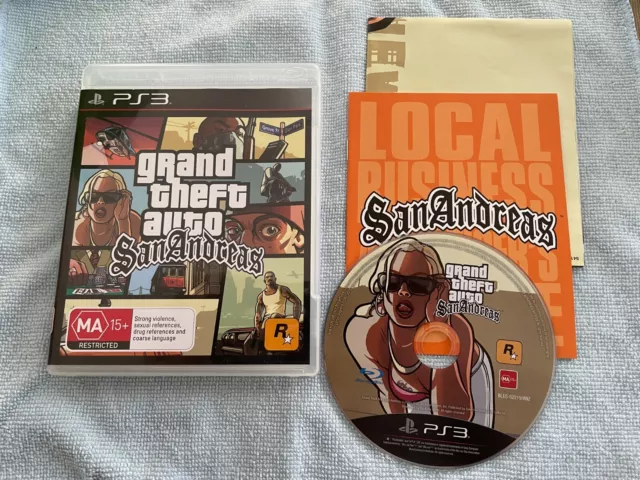 PS3
grand
theft
auto
San Andreas
MA 15+
RESTRICTED
Strong violence,
sexual references,
drug references and
coarse language
R
LOCAL
BUSINESS
San Andreas
grand
theft
auto
San Andreas
R
MA
PS3